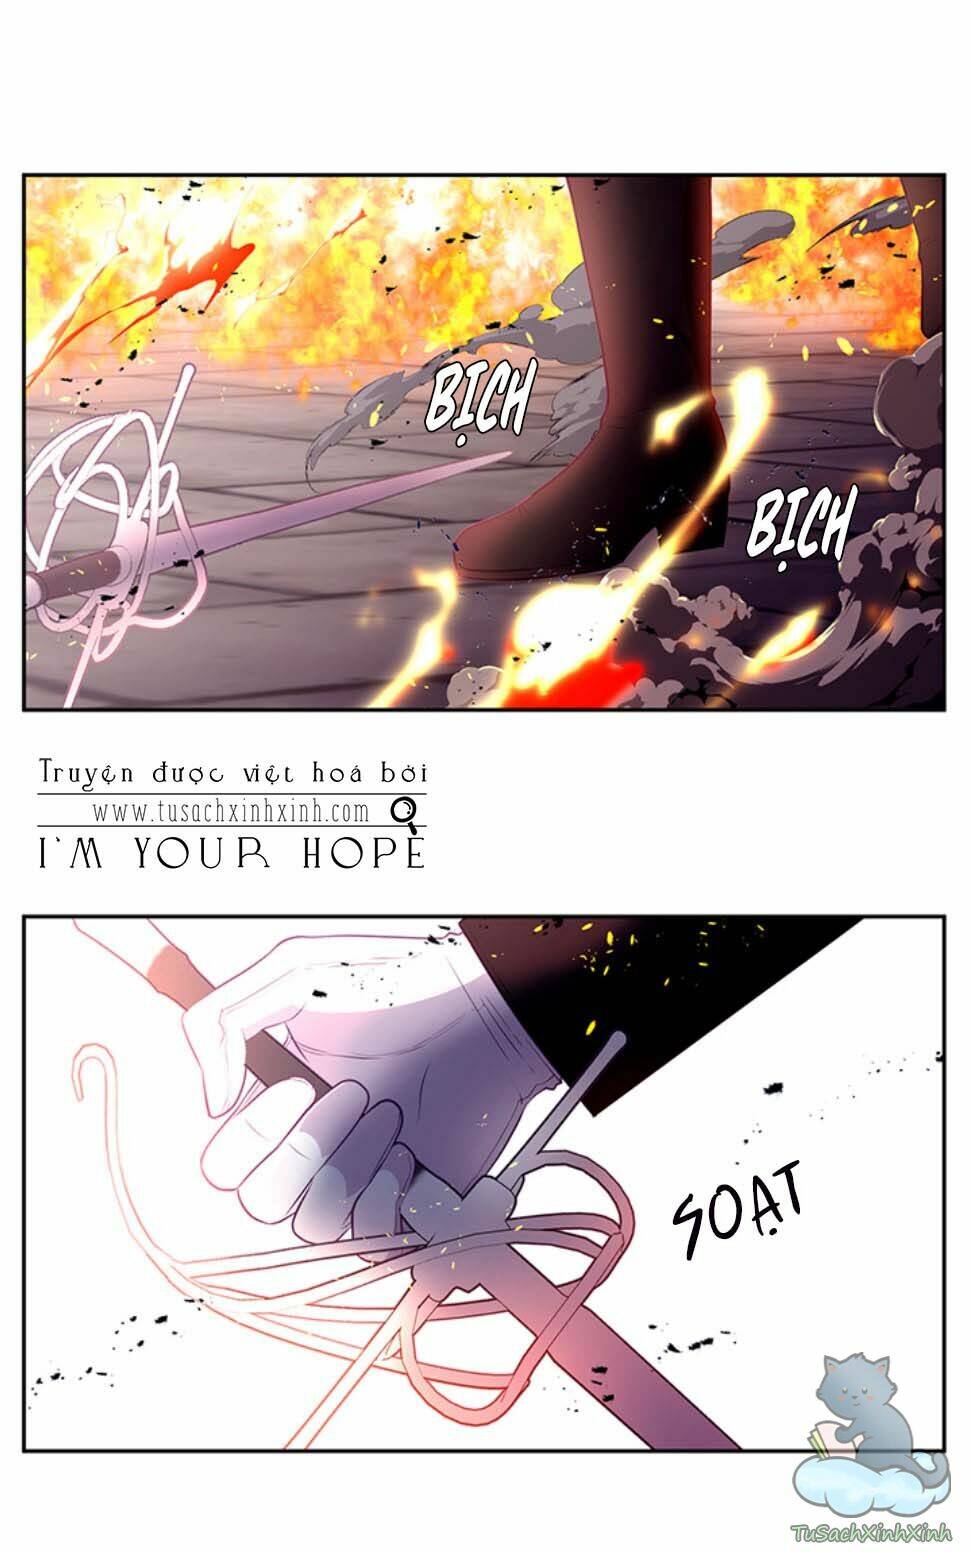 BỊCH
BỊCH
Truyện được việt hoá bởi
www.tusachxinhxinh.com
I'M YOUR HOPE
SOẠT
TuSachXinhXinh